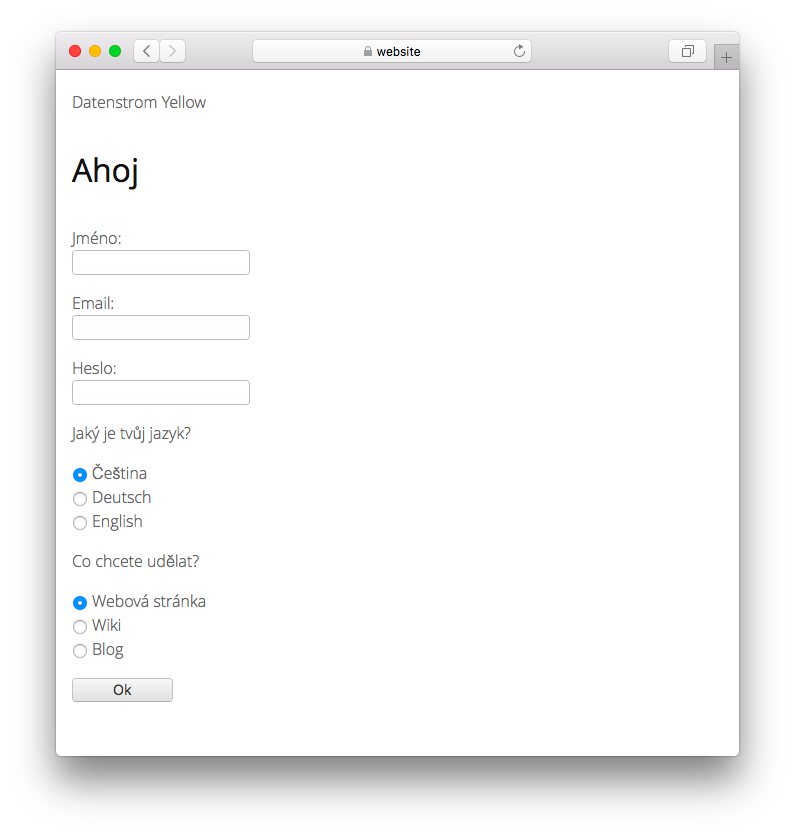 website
Datenstrom Yellow
Ahoj
Jméno:
Email:
Heslo:
Jaký je tvůj jazyk?
Čeština
Deutsch
English
Co chcete udělat?
Webová stránka
Wiki
Blog
Ok